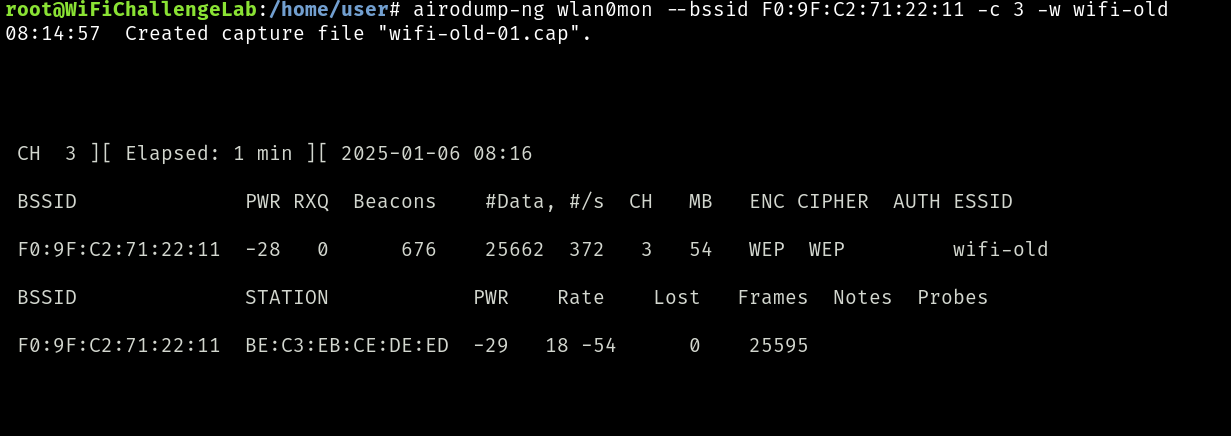 root@WiFiChallengeLab:/home/user# airodump-ng wlan0mon --bssid F0:9F:C2:71:22:11 -c 3 -w wifi-old
08:14:57  Created capture file "wifi-old-01.cap".
CH  3 ][ Elapsed: 1 min ][ 2025-01-06 08:16
BSSID              PWR RXQ  Beacons    #Data, #/s  CH   MB   ENC CIPHER  AUTH ESSID
F0:9F:C2:71:22:11  -28   0      676    25662  372   3   54   WEP  WEP         wifi-old
BSSID              STATION            PWR    Rate    Lost   Frames  Notes  Probes
F0:9F:C2:71:22:11  BE:C3:EB:CE:DE:ED  -29   18 -54      0    25595